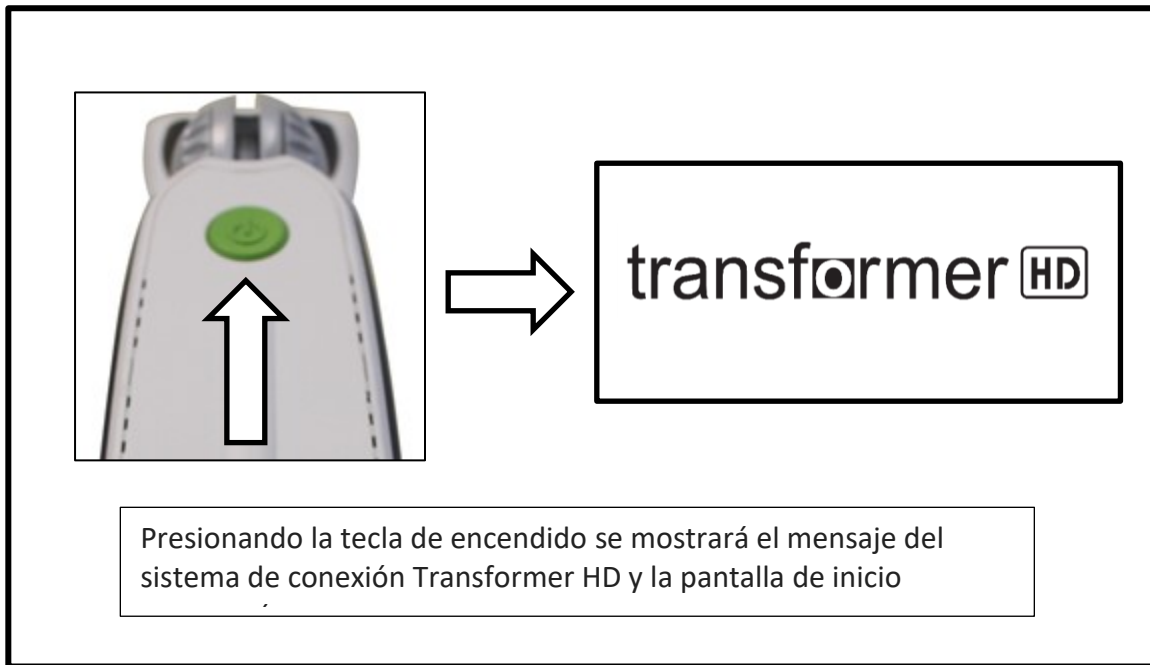 transformer HD
Presionando la tecla de encendido se mostrará el mensaje del
sistema de conexión Transformer HD y la pantalla de inicio